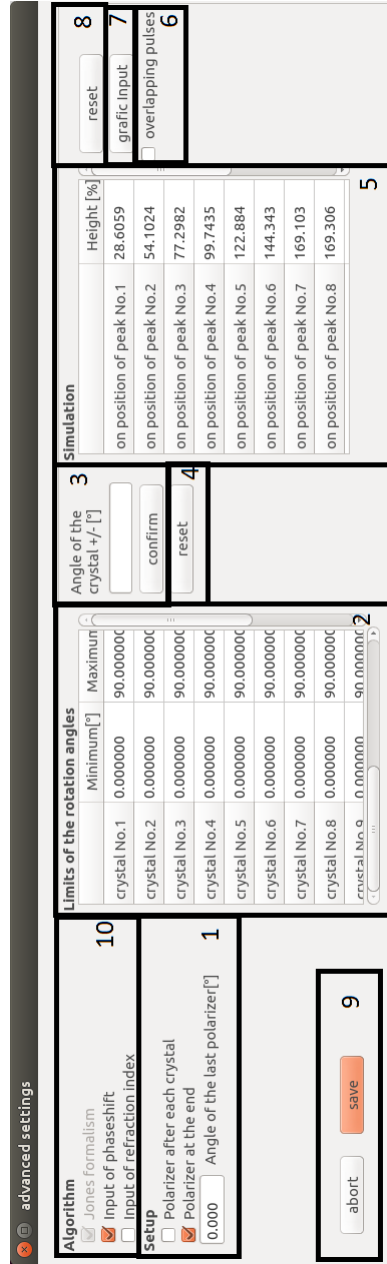 advanced settings
Algorithm
Jones formalism
Input of phaseshift
Input of refraction index
10
Setup
Polarizer after each crystal
Polarizer at the end
0.000 Angle of the last polarizer[°]
1
abort
save
9
Limits of the rotation angles
Minimum[°] Maximun
crystal No.1 0.000000 90.000000
crystal No.2 0.000000 90.000000
crystal No.3 0.000000 90.000000
crystal No.4 0.000000 90.000000
crystal No.5 0.000000 90.000000
crystal No.6 0.000000 90.000000
crystal No.7 0.000000 90.000000
crystal No.8 0.000000 90.000000
crystal No.9 0.000000 90.000000
2
Angle of the
crystal +/- [°]
3
confirm
reset
4
Simulation
Height [%]
on position of peak No.1 28.6059
on position of peak No.2 54.1024
on position of peak No.3 77.2982
on position of peak No.4 99.7435
on position of peak No.5 122.884
on position of peak No.6 144.343
on position of peak No.7 169.103
on position of peak No.8 169.306
5
reset
8
grafic Input
7
overlapping pulses
6